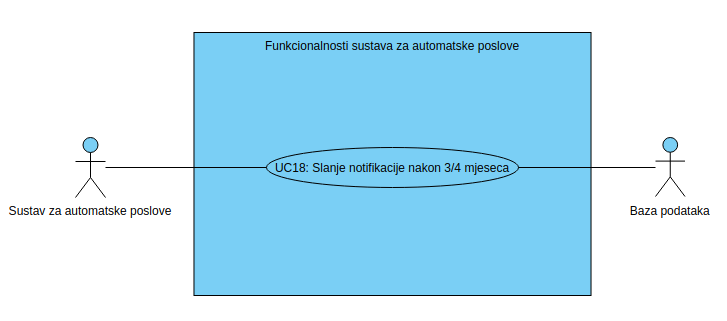 Funkcionalnosti sustava za automatske poslove
UC18: Slanje notifikacije nakon 3/4 mjeseca
Sustav za automatske poslove
Baza podataka